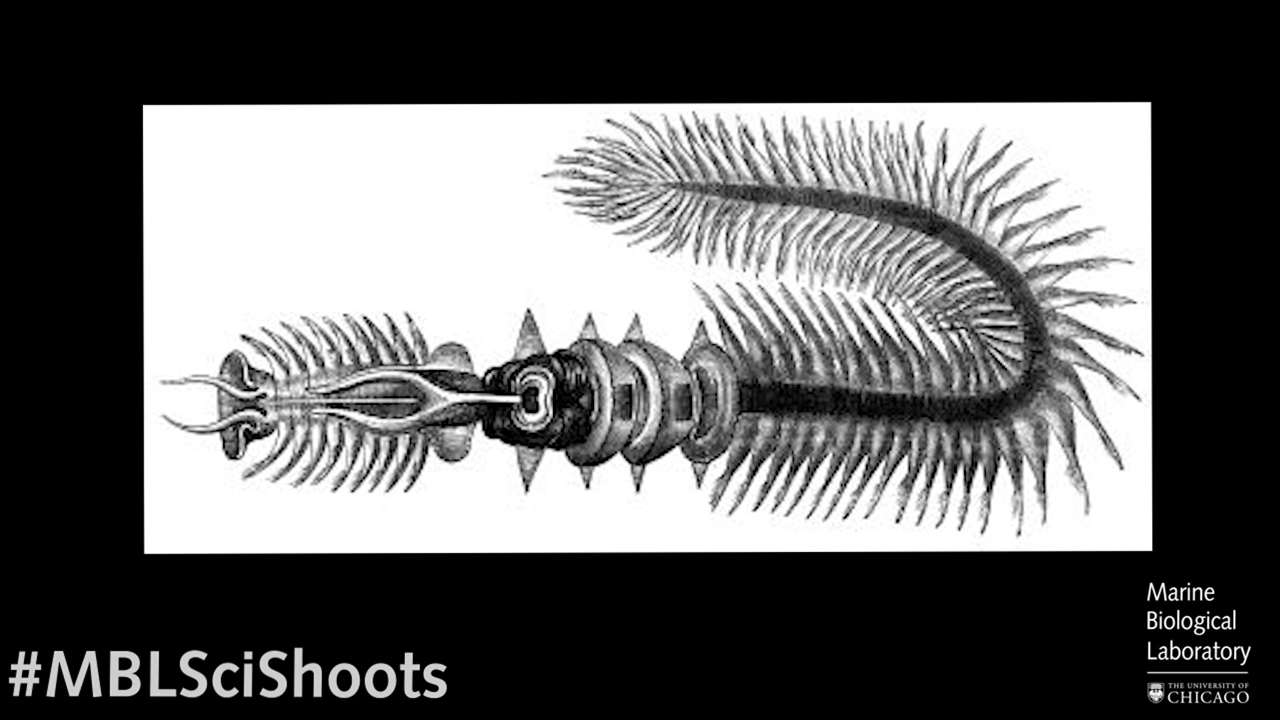 Marine
Biological
Laboratory
#MBLSciShoots
THE UNIVERSITY OF
CHICAGO